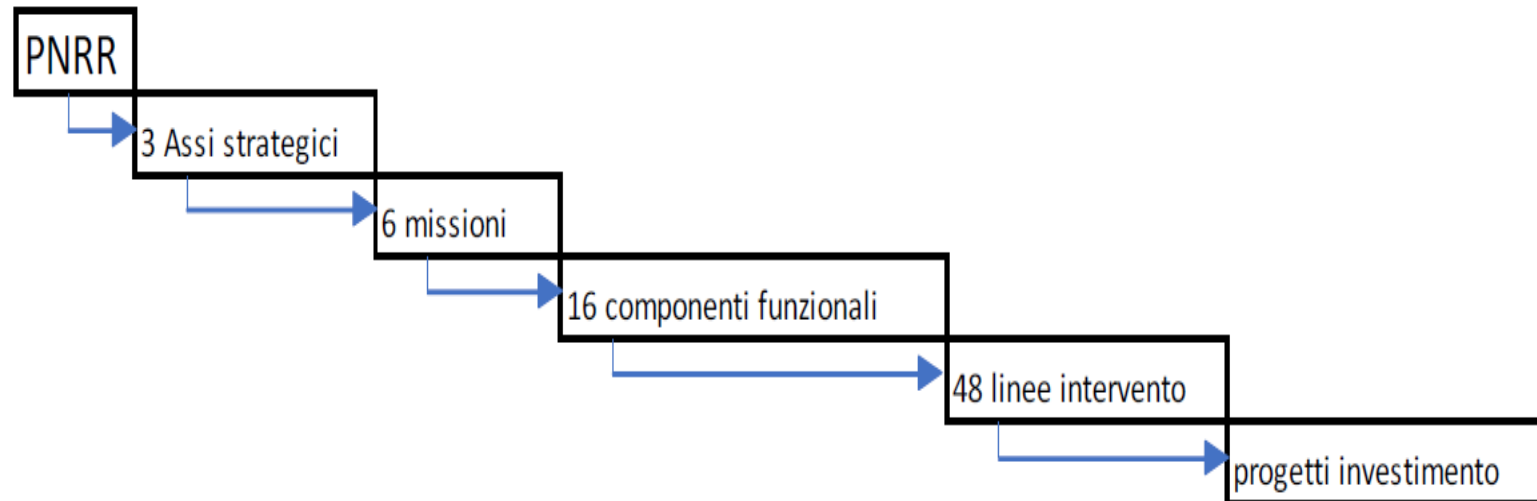 PNRR
3 Assi strategici
6 missioni
16 componenti funzionali
48 linee intervento
progetti investimento